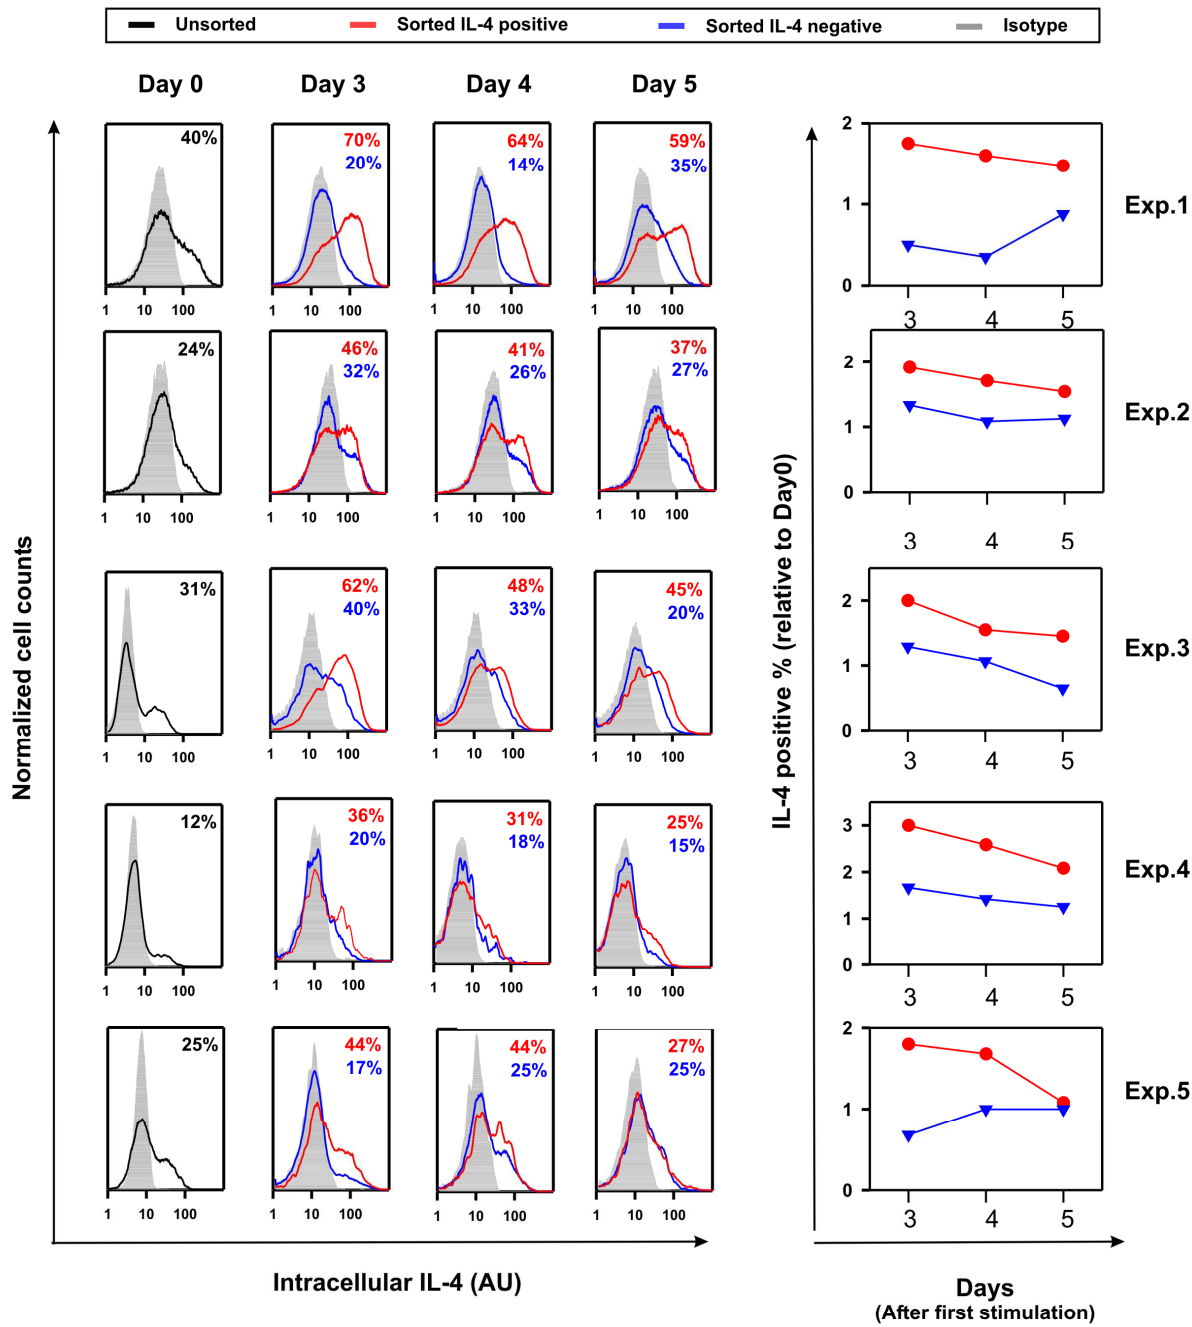 Unsorted Sorted IL-4 positive Sorted IL-4 negative Isotype
Day 0 Day 3 Day 4 Day 5
40% 70% 64% 59%
20% 14% 35%
1 10 100 1 10 100 1 10 100 1 10 100
2
1
0
3 4 5
Exp.1
24% 46% 41% 37%
32% 26% 27%
1 10 100 1 10 100 1 10 100 1 10 100
2
1
0
3 4 5
Exp.2
31% 62% 48% 45%
40% 33% 20%
1 10 100 1 10 100 1 10 100 1 10 100
2
1
0
3 4 5
Exp.3
12% 36% 31% 25%
20% 18% 15%
1 10 100 1 10 100 1 10 100 1 10 100
3
2
1
0
3 4 5
Exp.4
25% 44% 44% 27%
17% 25% 25%
1 10 100 1 10 100 1 10 100 1 10 100
2
1
0
3 4 5
Exp.5
Normalized cell counts
Intracellular IL-4 (AU)
IL-4 positive % (relative to Day0)
Days
(After first stimulation)